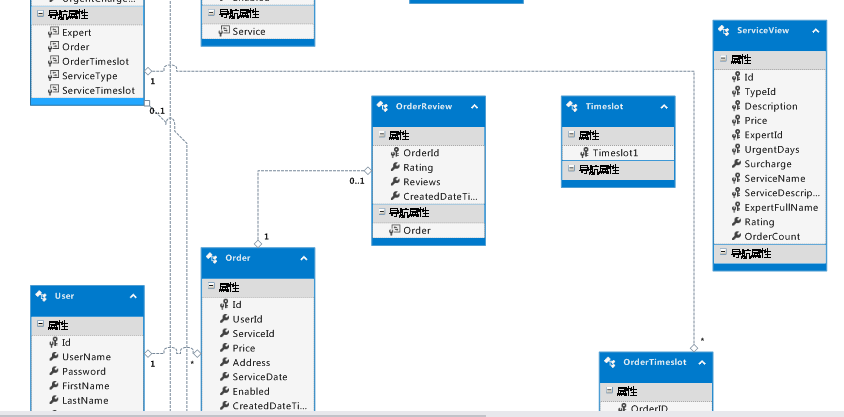 导航属性
Expert
Order
OrderTimeslot
ServiceType
ServiceTimeslot
导航属性
Service
1
0..1
OrderReview
属性
OrderId
Rating
Reviews
CreatedDateTi...
导航属性
Order
0..1
1
Timeslot
属性
Timeslot1
导航属性
ServiceView
属性
Id
TypeId
Description
Price
ExpertId
UrgentDays
Surcharge
ServiceName
ServiceDescrip...
ExpertFullName
Rating
OrderCount
导航属性
Order
属性
Id
UserId
ServiceId
Price
Address
ServiceDate
Enabled
CreatedDateTi...
User
属性
Id
UserName
Password
FirstName
LastName
1
*
*
OrderTimeslot
属性
OrderID